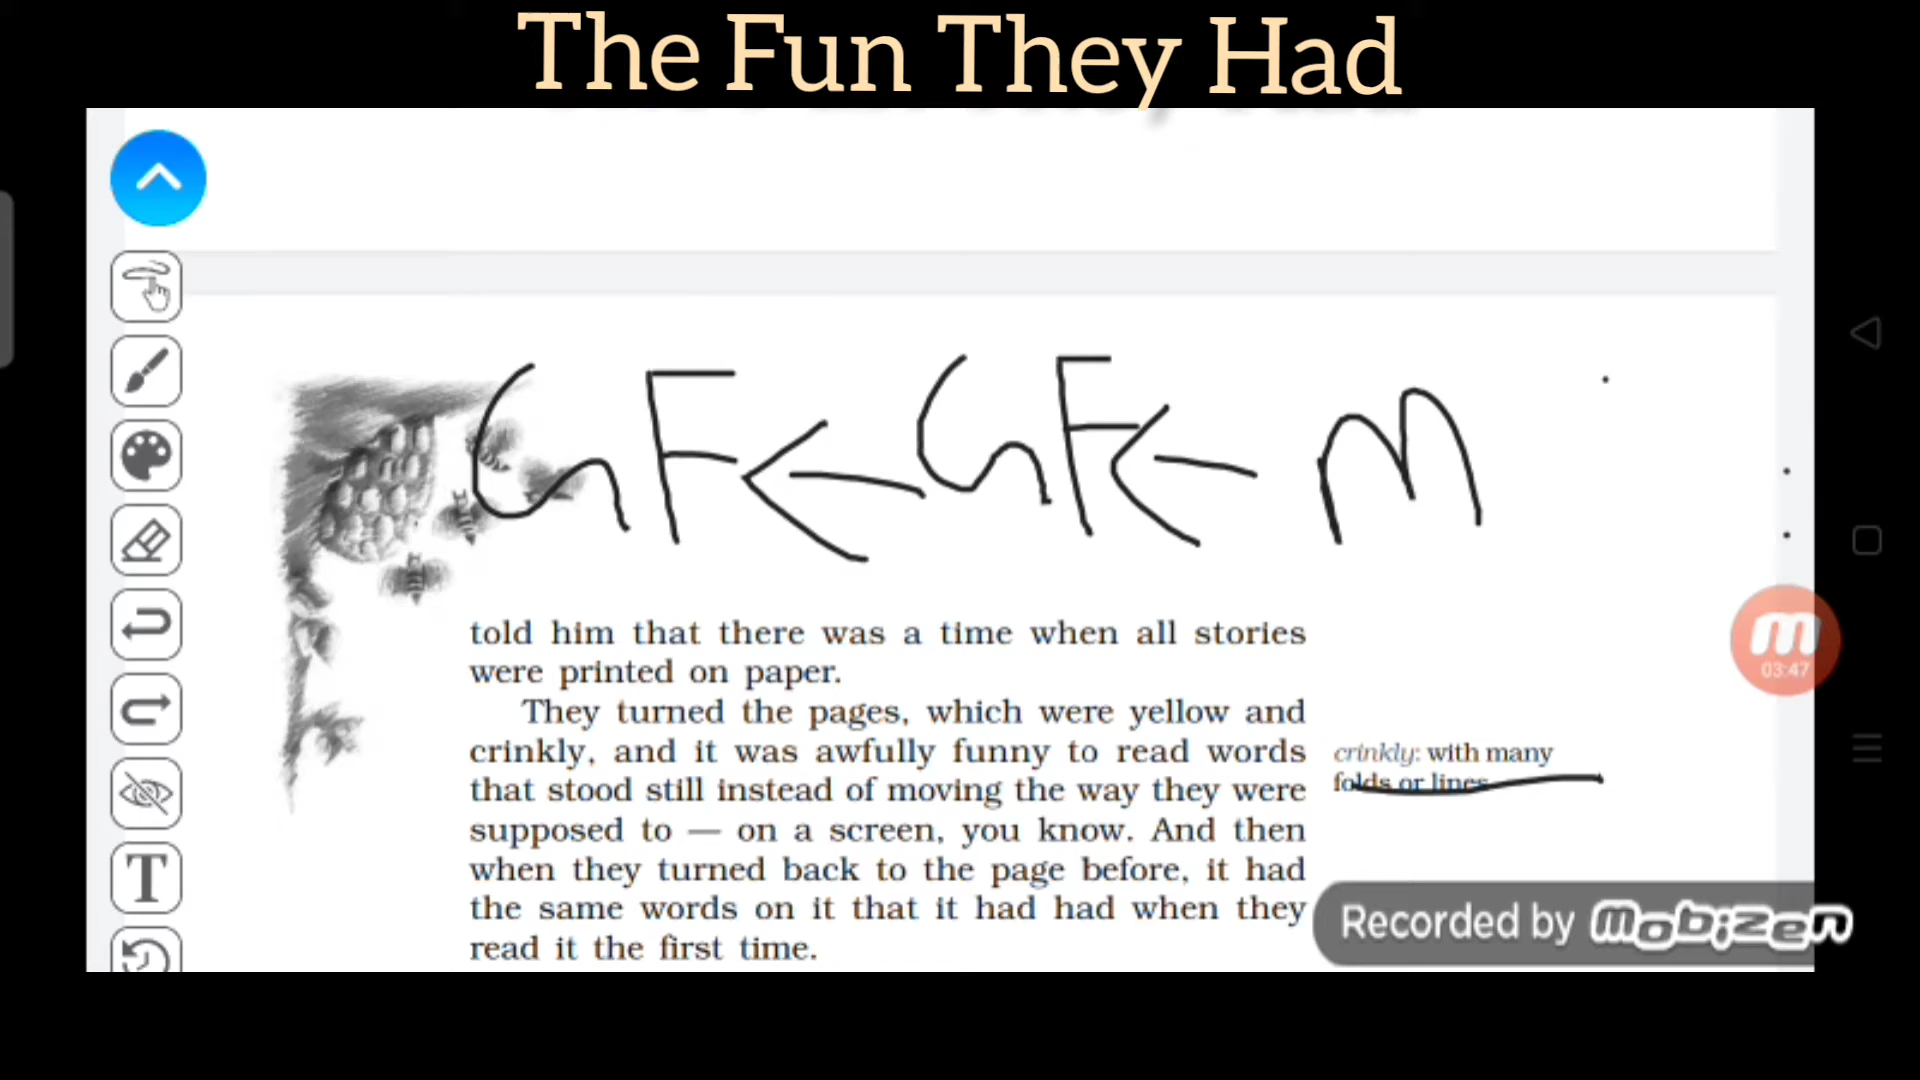 The Fun They Had
G F ← G F ← M
told him that there was a time when all stories
were printed on paper.
They turned the pages, which were yellow and
crinkly, and it was awfully funny to read words
that stood still instead of moving the way they were
supposed to — on a screen, you know. And then
when they turned back to the page before, it had
the same words on it that it had had when they
read it the first time.
crinkly: with many
folds or lines
T
M
03:47
Recorded by Mobizen